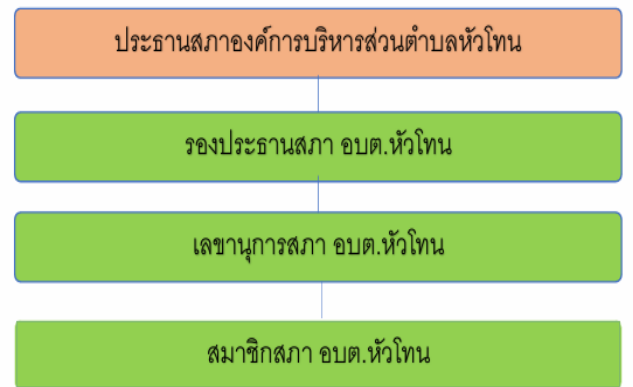 ประธานสภาองค์การบริหารส่วนตำบลหัวโทน
รองประธานสภา อบต.หัวโทน
เลขานุการสภา อบต.หัวโทน
สมาชิกสภา อบต.หัวโทน